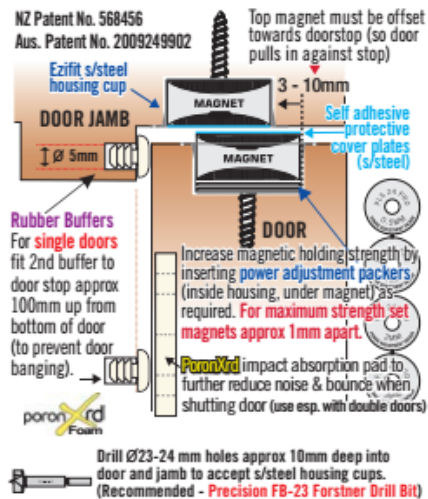 NZ Patent No. 568456
Aus. Patent No. 2009249902
Top magnet must be offset
towards doorstop (so door
pulls in against stop)
Ezifit s/steel
housing cup
3 - 10mm
MAGNET
DOOR JAMB
Self adhesive
protective
cover plates
(s/steel)
Ø 5mm
MAGNET
Rubber Buffers
For single doors
fit 2nd buffer to
door stop approx
100mm up from
bottom of door
(to prevent door
banging).
DOOR
Increase magnetic holding strength by
inserting power adjustment packers
(inside housing, under magnet) as
required. For maximum strength set
magnets approx 1mm apart.
PoronXrd impact absorption pad to
further reduce noise & bounce when
shutting door (use esp. with double doors)
poron Xrd
Foam
Drill Ø23-24 mm holes approx 10mm deep into
door and jamb to accept s/steel housing cups.
(Recommended - Precision FB-23 Forstner Drill Bit)